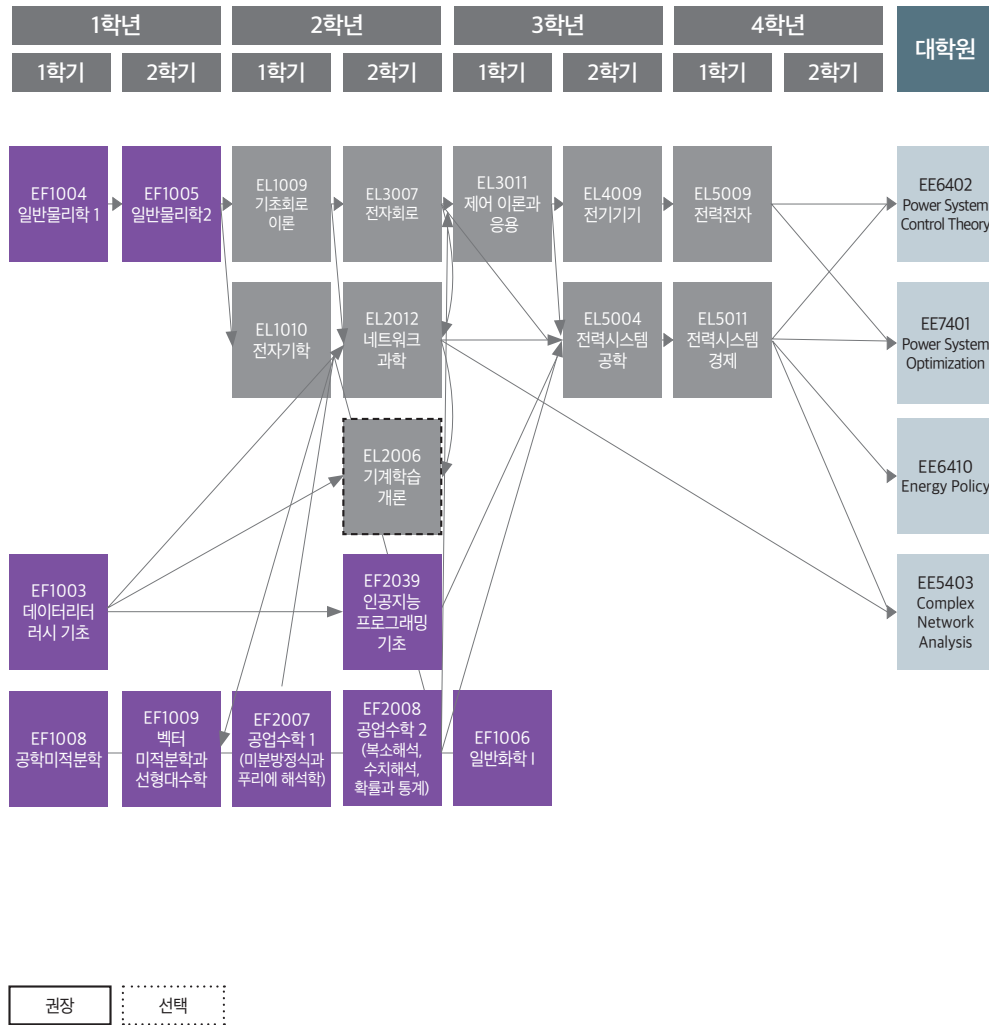 1학년
2학년
3학년
4학년
대학원
1학기
2학기
1학기
2학기
1학기
2학기
1학기
2학기
EF1004
일반물리학 1
EF1005
일반물리학2
EL1009
기초회로
이론
EL3007
전자회로
EL3011
제어 이론과
응용
EL4009
전기기기
EL5009
전력전자
EE6402
Power System
Control Theory
EL1010
전자기학
EL2012
네트워크
과학
EL5004
전력시스템
공학
EL5011
전력시스템
경제
EE7401
Power System
Optimization
EL2006
기계학습
개론
EE6410
Energy Policy
EF1003
데이터리터
러시 기초
EF2039
인공지능
프로그래밍
기초
EE5403
Complex
Network
Analysis
EF1008
공학미적분학
EF1009
벡터
미적분학과
선형대수학
EF2007
공업수학 1
(미분방정식과
푸리에 해석학)
EF2008
공업수학 2
(복소해석,
수치해석,
확률과 통계)
EF1006
일반화학 I
권장
선택